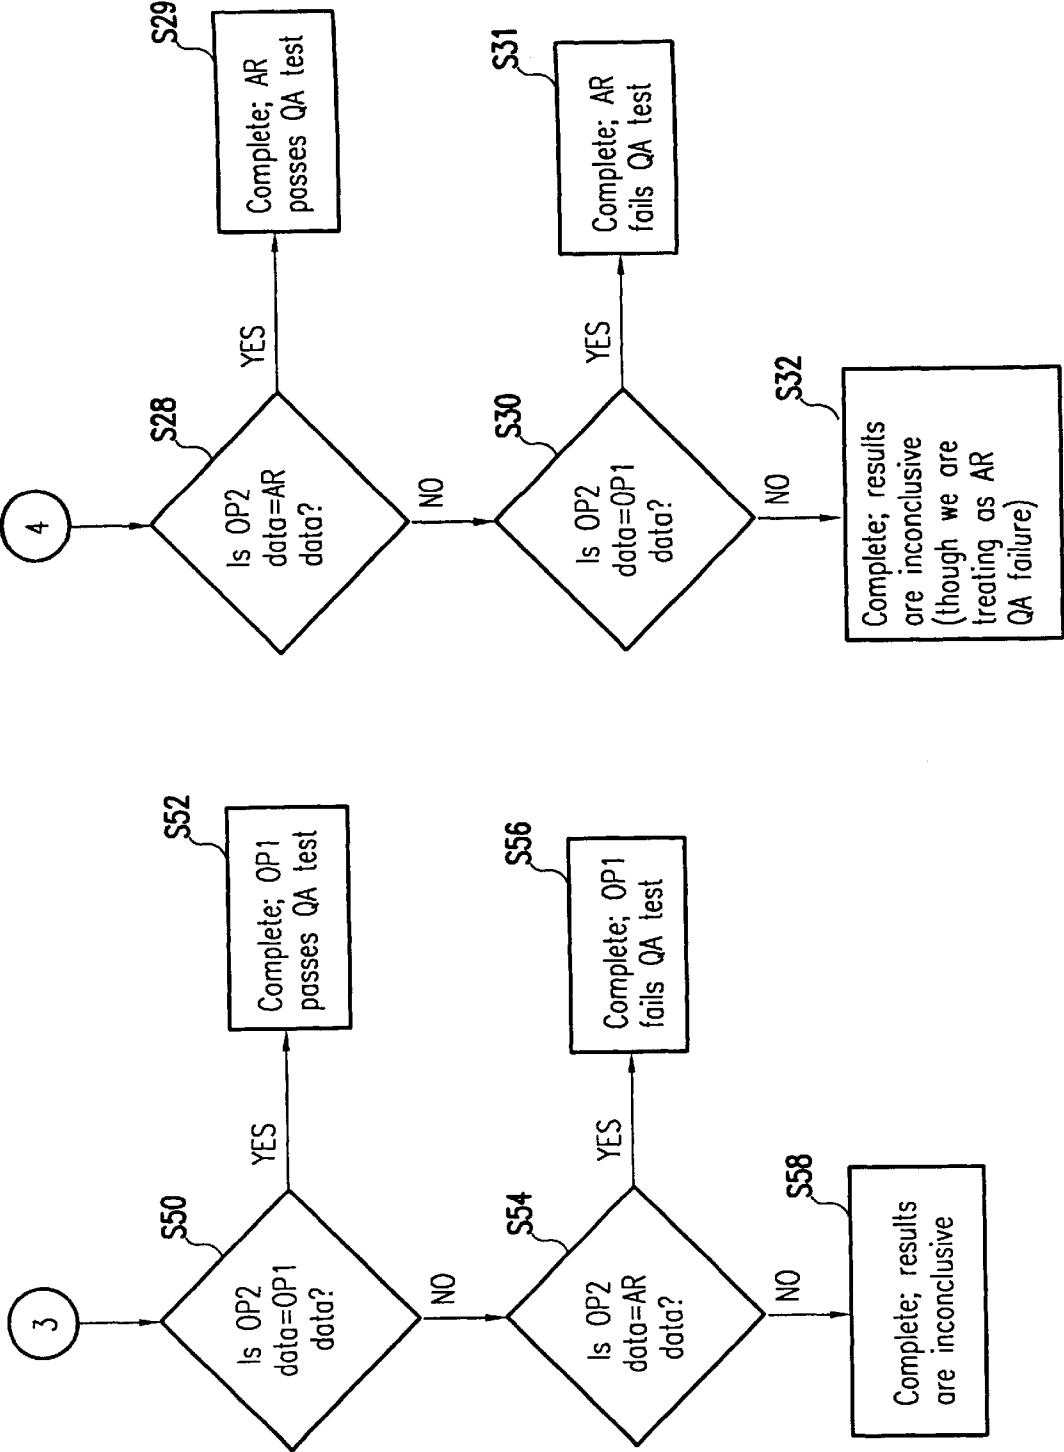 3
S50
Is OP2
data=OP1
data?
YES
S52
Complete; OP1
passes QA test
NO
S54
Is OP2
data=AR
data?
YES
S56
Complete; OP1
fails QA test
NO
S58
Complete; results
are inconclusive
4
S28
Is OP2
data=AR
data?
YES
S29
Complete; AR
passes QA test
NO
S30
Is OP2
data=OP1
data?
YES
S31
Complete; AR
fails QA test
NO
S32
Complete; results
are inconclusive
(though we are
treating as AR
QA failure)